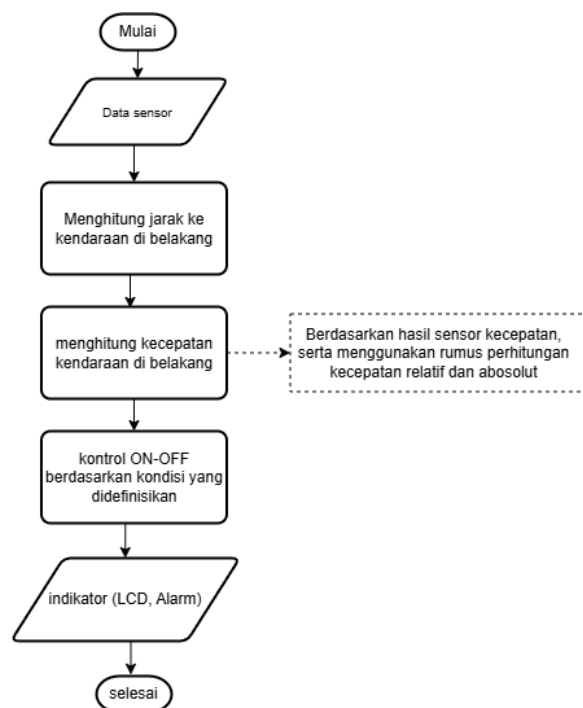 Mulai
Data sensor
Menghitung jarak ke
kendaraan di belakang
menghitung kecepatan
kendaraan di belakang
Berdasarkan hasil sensor kecepatan,
serta menggunakan rumus perhitungan
kecepatan relatif dan abosolut
kontrol ON-OFF
berdasarkan kondisi yang
didefinisikan
indikator (LCD, Alarm)
selesai